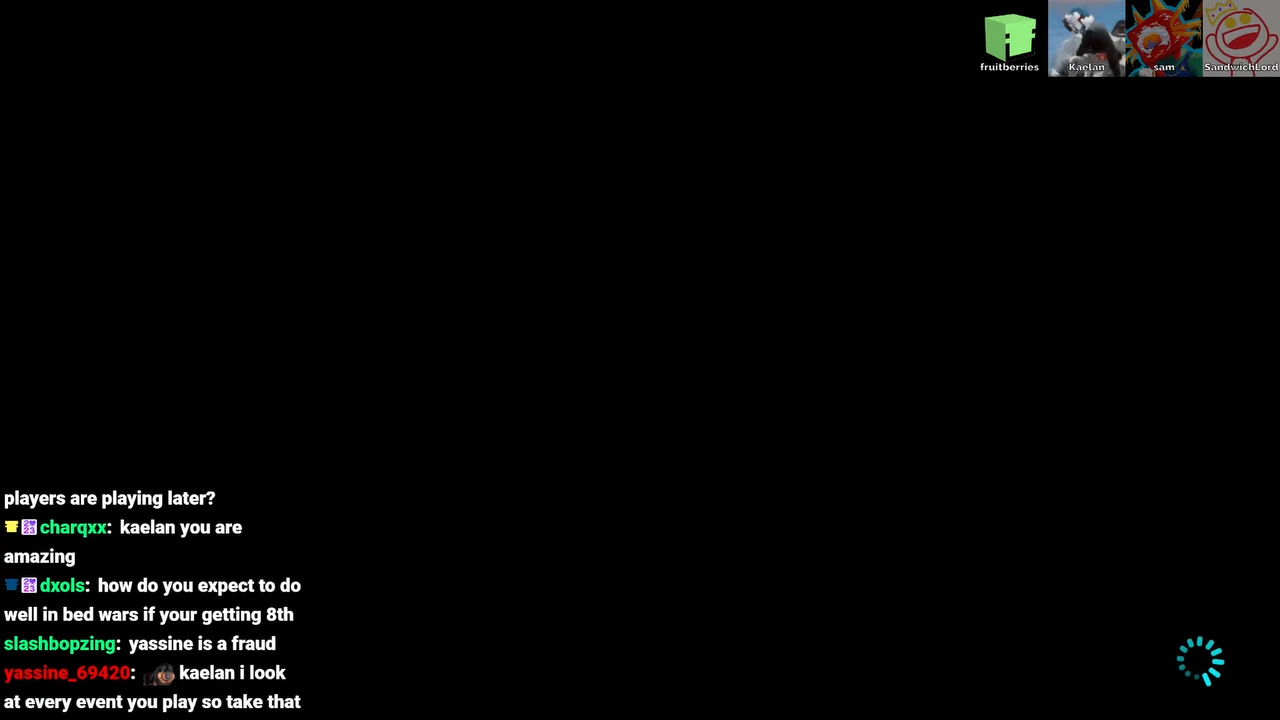 fruitberries Kaelan sam SandwichLord
players are playing later?
charqxx: kaelan you are
amazing
dxols: how do you expect to do
well in bed wars if your getting 8th
slashbopzing: yassine is a fraud
yassine_69420: kaelan i look
at every event you play so take that